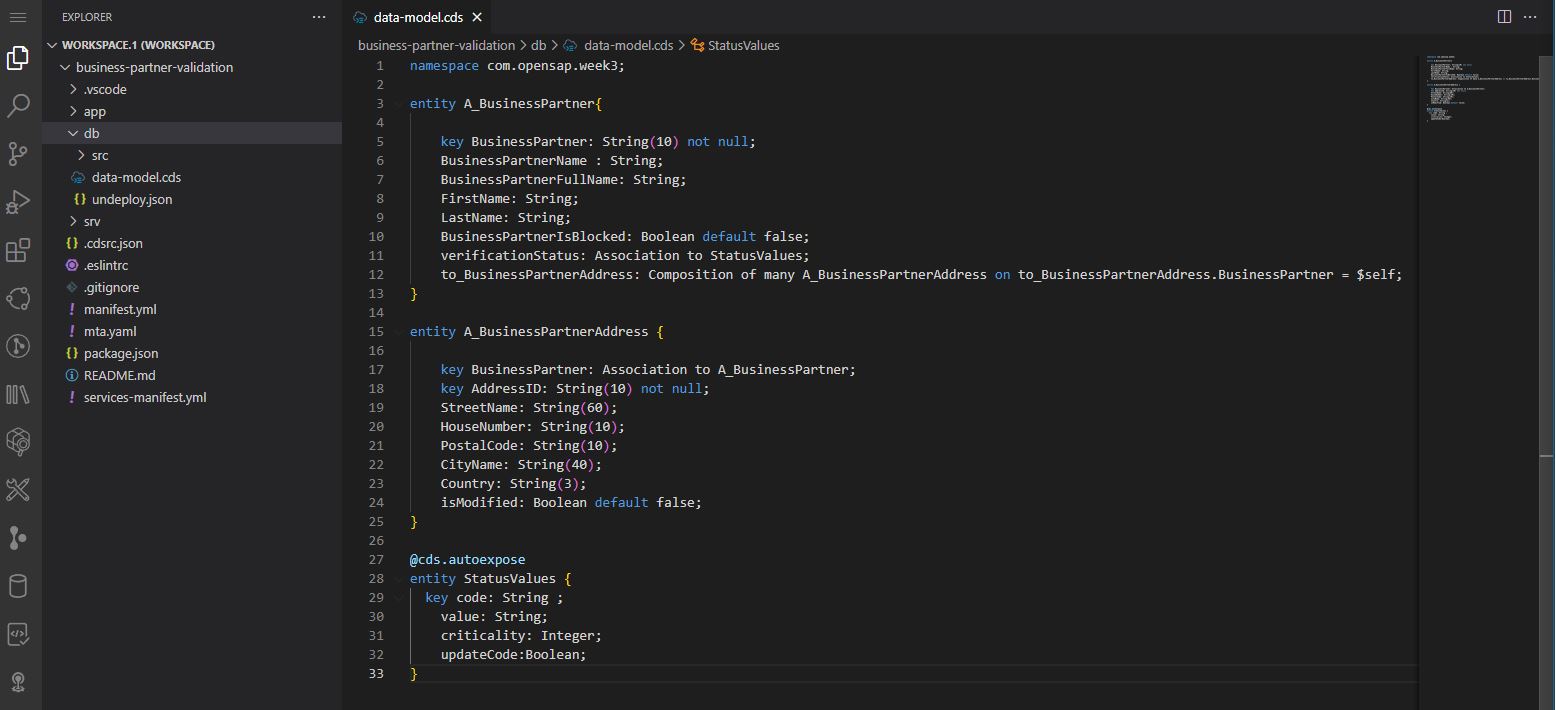 EXPLORER
WORKSPACE.1 (WORKSPACE)
business-partner-validation
.vscode
app
db
src
data-model.cds
undeploy.json
srv
.cdsrc.json
.eslintrc
.gitignore
manifest.yml
mta.yaml
package.json
README.md
services-manifest.yml
data-model.cds
business-partner-validation > db > data-model.cds > StatusValues
1 namespace com.opensap.week3;
2
3 entity A_BusinessPartner{
4
5 key BusinessPartner: String(10) not null;
6 BusinessPartnerName : String;
7 BusinessPartnerFullName: String;
8 FirstName: String;
9 LastName: String;
10 BusinessPartnerIsBlocked: Boolean default false;
11 verificationStatus: Association to StatusValues;
12 to_BusinessPartnerAddress: Composition of many A_BusinessPartnerAddress on to_BusinessPartnerAddress.BusinessPartner = $self;
13 }
14
15 entity A_BusinessPartnerAddress {
16
17 key BusinessPartner: Association to A_BusinessPartner;
18 key AddressID: String(10) not null;
19 StreetName: String(60);
20 HouseNumber: String(10);
21 PostalCode: String(10);
22 CityName: String(40);
23 Country: String(3);
24 isModified: Boolean default false;
25 }
26
27 @cds.autoexpose
28 entity StatusValues {
29 key code: String ;
30 value: String;
31 criticality: Integer;
32 updateCode:Boolean;
33 }